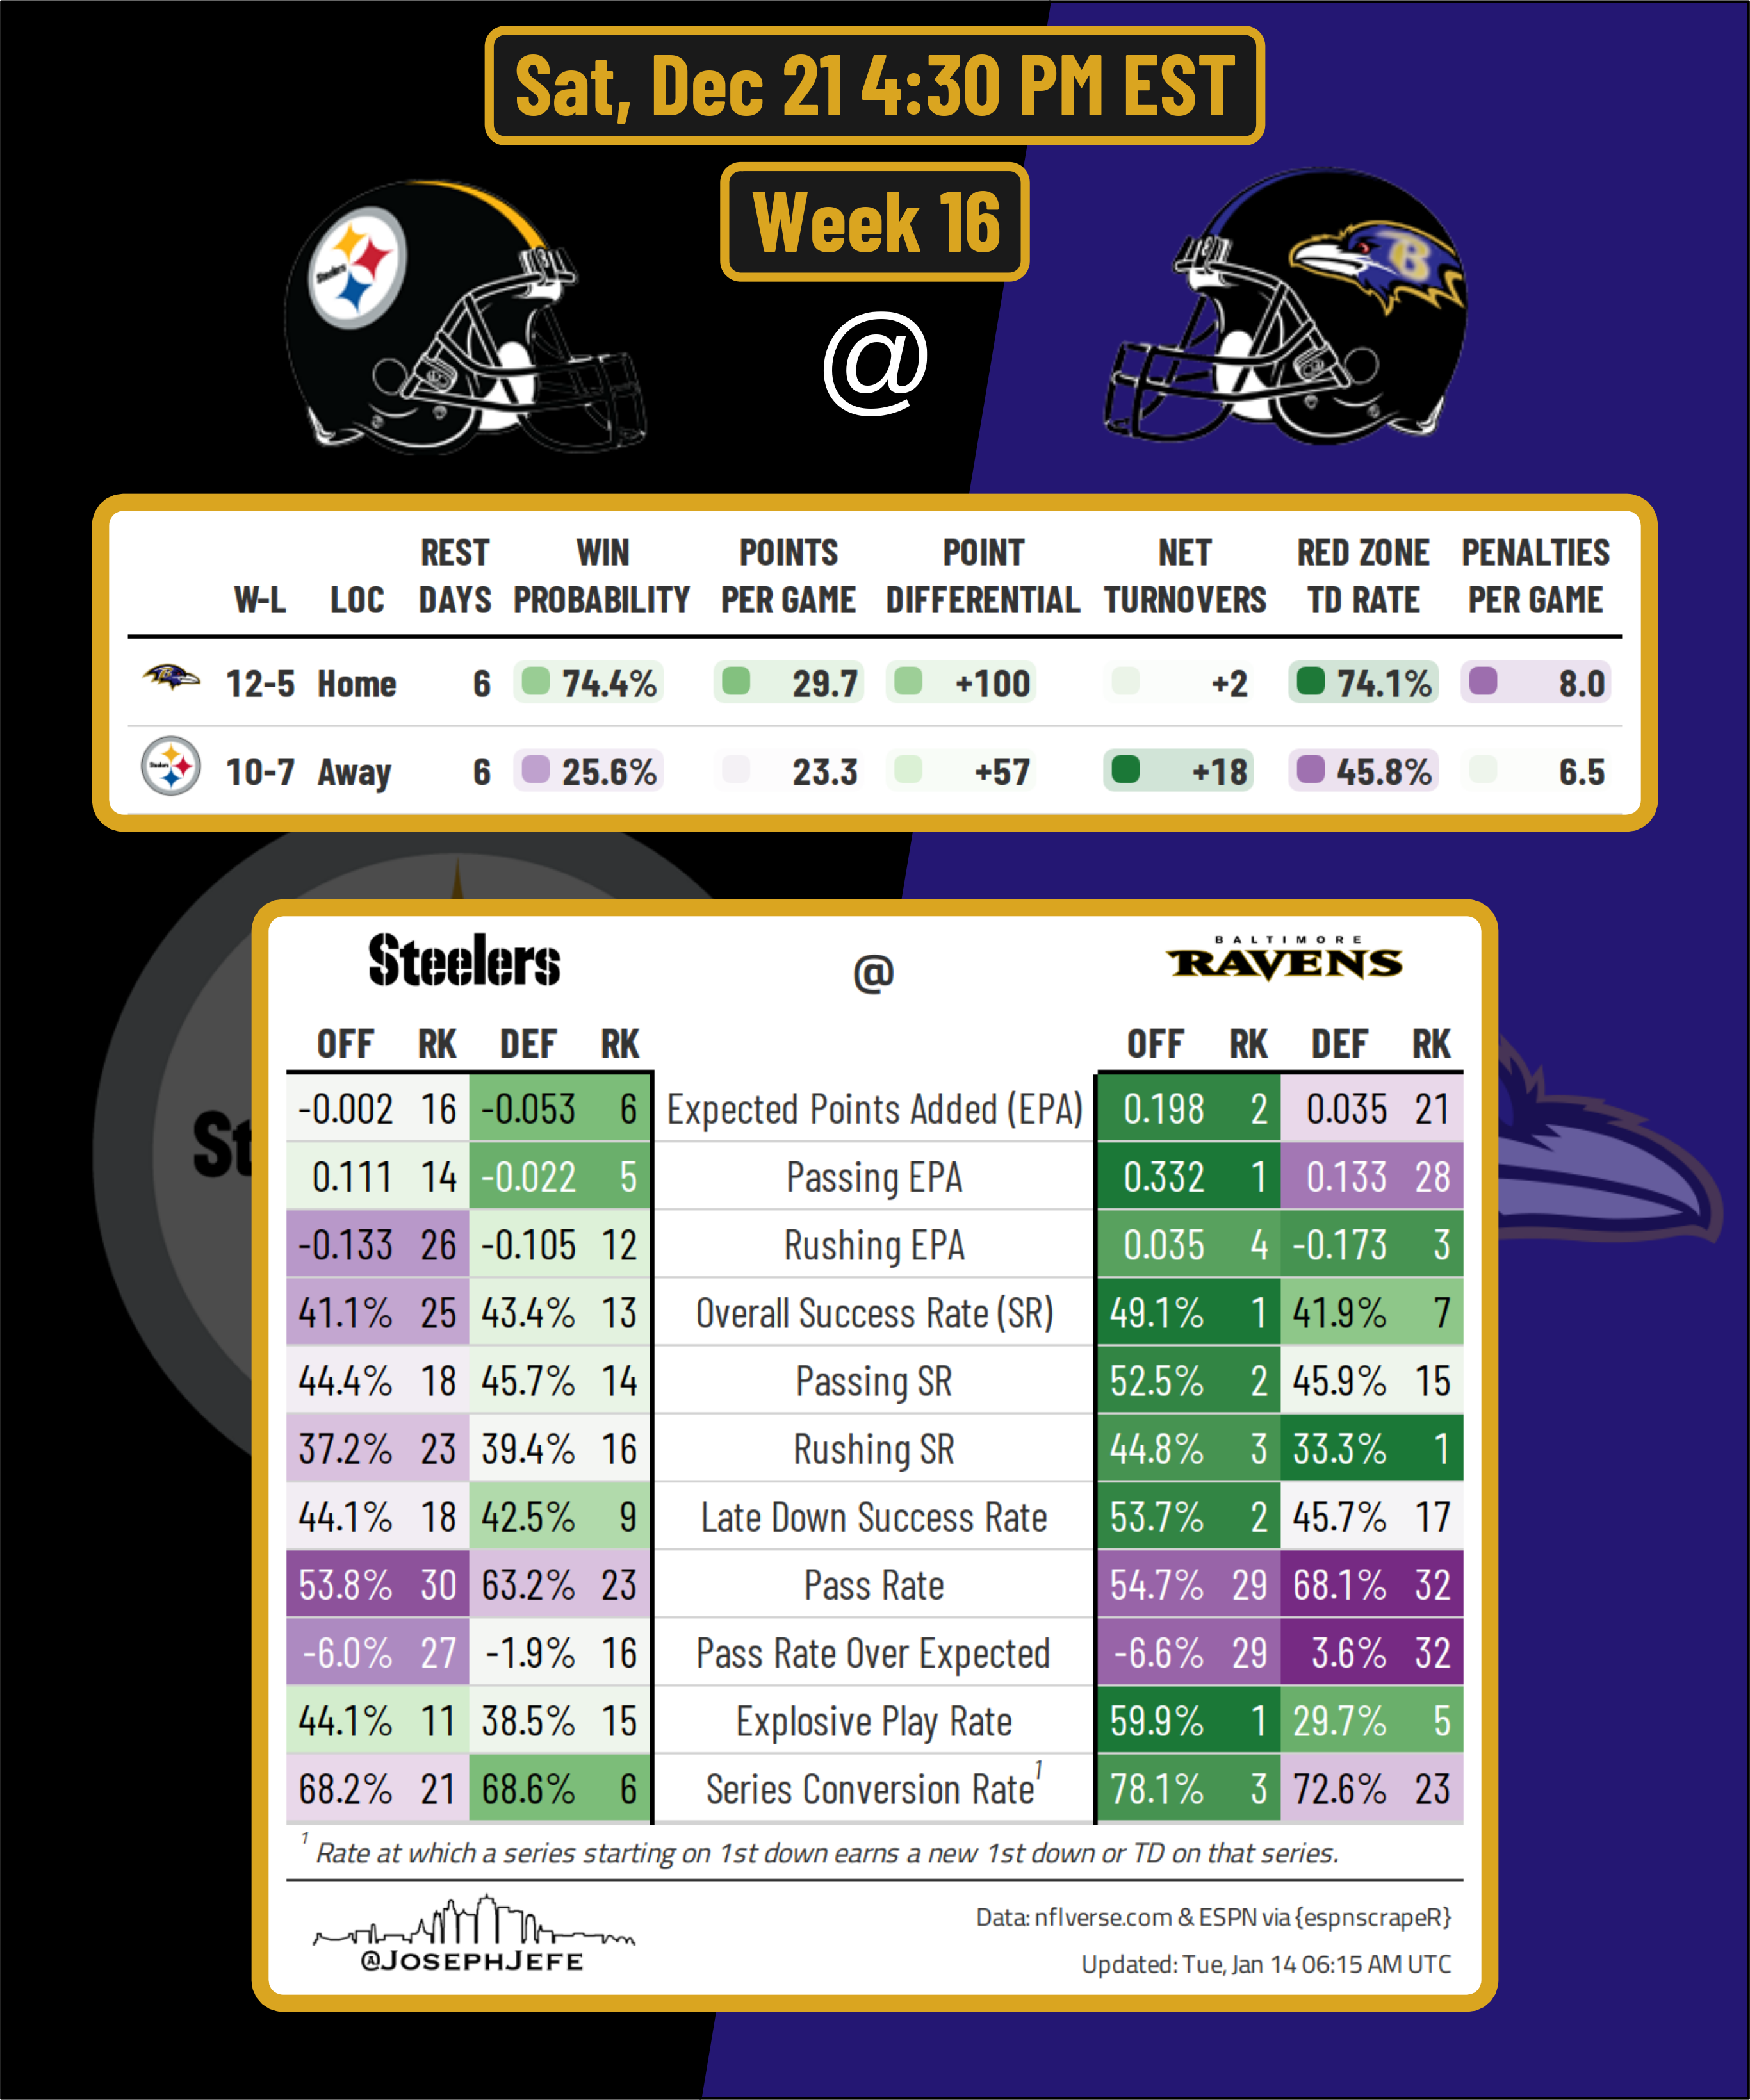 Sat, Dec 21 4:30 PM EST
Week 16
Steelers
B
@
REST WIN POINTS POINT NET RED ZONE PENALTIES
W-L LOC DAYS PROBABILITY PER GAME DIFFERENTIAL TURNOVERS TD RATE PER GAME
12-5 Home 6 74.4% 29.7 +100 +2 74.1% 8.0
Steelers 10-7 Away 6 25.6% 23.3 +57 +18 45.8% 6.5
BALTIMORE
Steelers @ RAVENS
OFF RK DEF RK OFF RK DEF RK
-0.002 16 -0.053 6 Expected Points Added (EPA) 0.198 2 0.035 21
St
0.111 14 -0.022 5 Passing EPA 0.332 1 0.133 28
-0.133 26 -0.105 12 Rushing EPA 0.035 4 -0.173 3
41.1% 25 43.4% 13 Overall Success Rate (SR) 49.1% 1 41.9% 7
44.4% 18 45.7% 14 Passing SR 52.5% 2 45.9% 15
37.2% 23 39.4% 16 Rushing SR 44.8% 3 33.3% 1
44.1% 18 42.5% 9 Late Down Success Rate 53.7% 2 45.7% 17
53.8% 30 63.2% 23 Pass Rate 54.7% 29 68.1% 32
-6.0% 27 -1.9% 16 Pass Rate Over Expected -6.6% 29 3.6% 32
44.1% 11 38.5% 15 Explosive Play Rate 59.9% 1 29.7% 5
68.2% 21 68.6% 6 Series Conversion Rate¹ 78.1% 3 72.6% 23
¹ Rate at which a series starting on 1st down earns a new 1st down or TD on that series.
Data: nflverse.com & ESPN via {espnscrapeR}
@JOSEPHJEFE
Updated: Tue, Jan 14 06:15 AM UTC